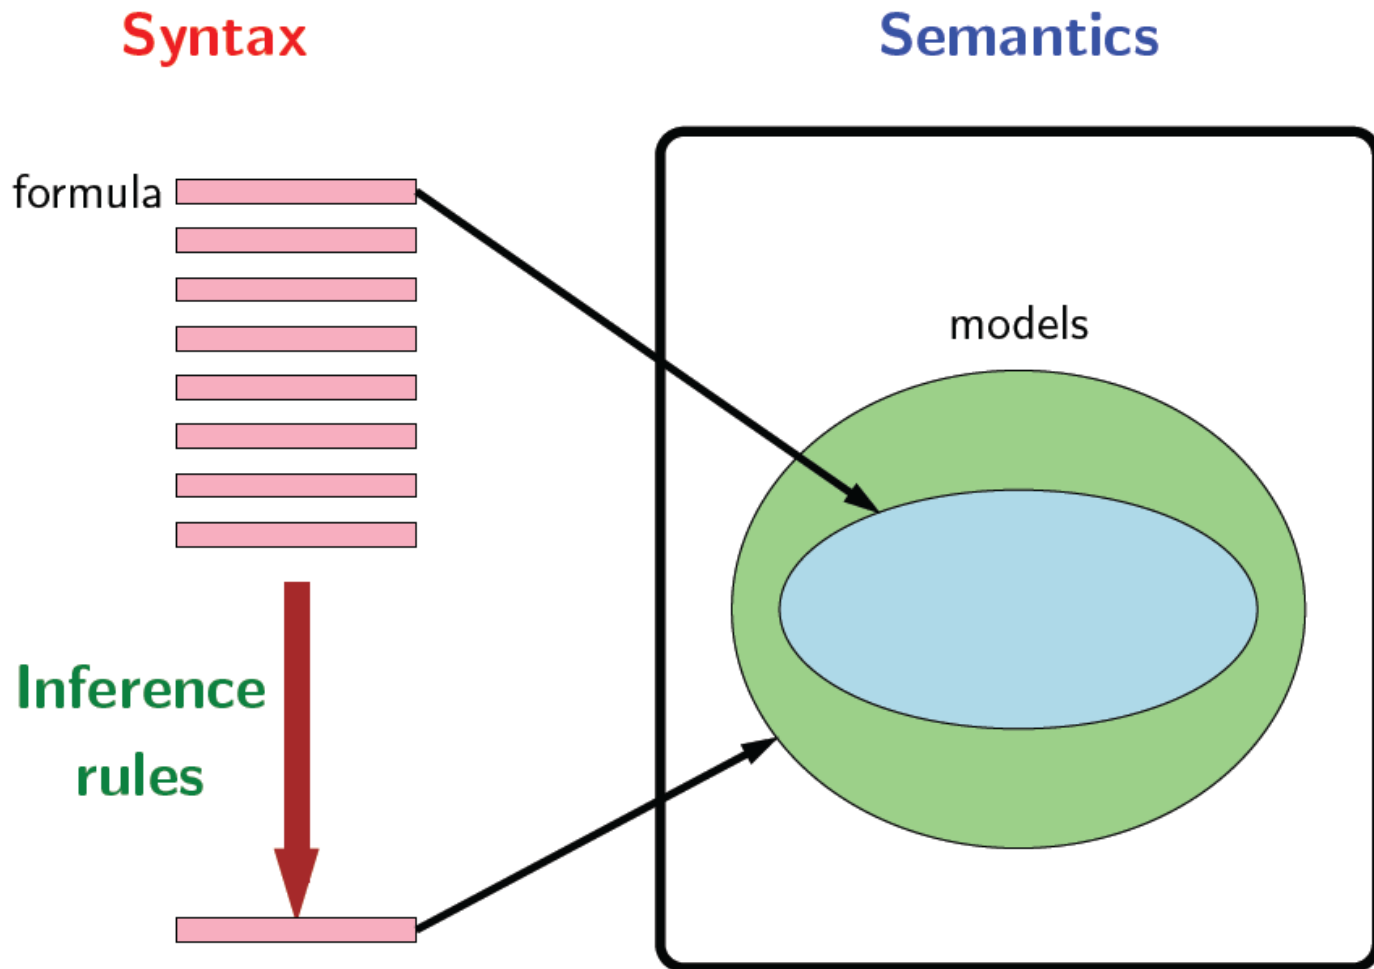 Syntax
Semantics
formula
models
Inference
rules